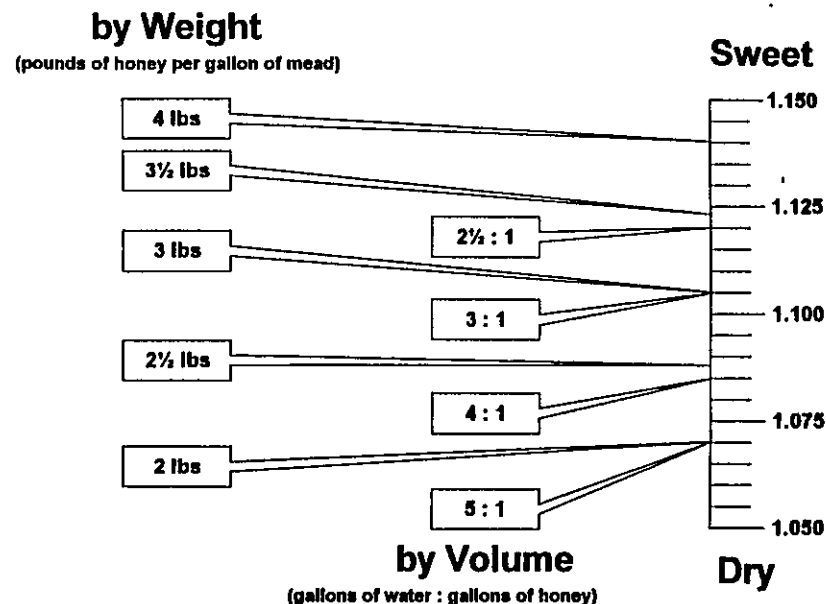 by Weight
(pounds of honey per gallon of mead)
Sweet
4 lbs
1.150
3½ lbs
1.125
2½ : 1
3 lbs
3 : 1
1.100
2½ lbs
4 : 1
1.075
2 lbs
5 : 1
1.050
by Volume
(gallons of water : gallons of honey)
Dry